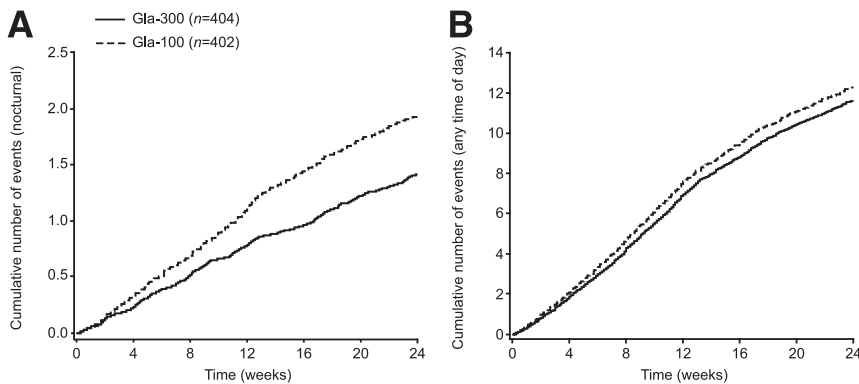 A
Gla-300 (n=404)
Gla-100 (n=402)
Cumulative number of events (nocturnal)
2.5
2.0
1.5
1.0
0.5
0.0
0 4 8 12 16 20 24
Time (weeks)
B
Cumulative number of events (any time of day)
14
12
10
8
6
4
2
0
0 4 8 12 16 20 24
Time (weeks)